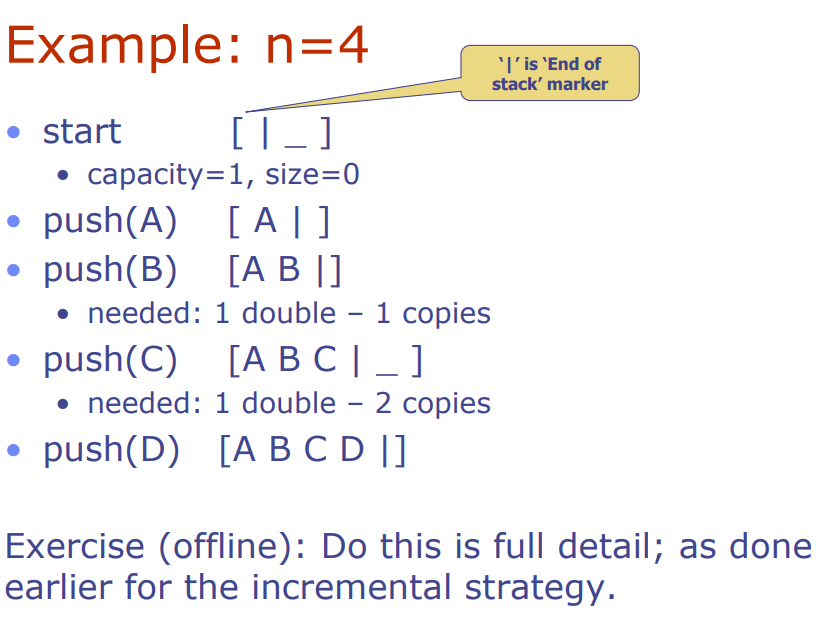 Example: n=4
‘|’ is ‘End of
stack’ marker
• start [ | _ ]
• capacity=1, size=0
• push(A) [ A | ]
• push(B) [A B |]
• needed: 1 double – 1 copies
• push(C) [A B C | _ ]
• needed: 1 double – 2 copies
• push(D) [A B C D |]
Exercise (offline): Do this is full detail; as done
earlier for the incremental strategy.